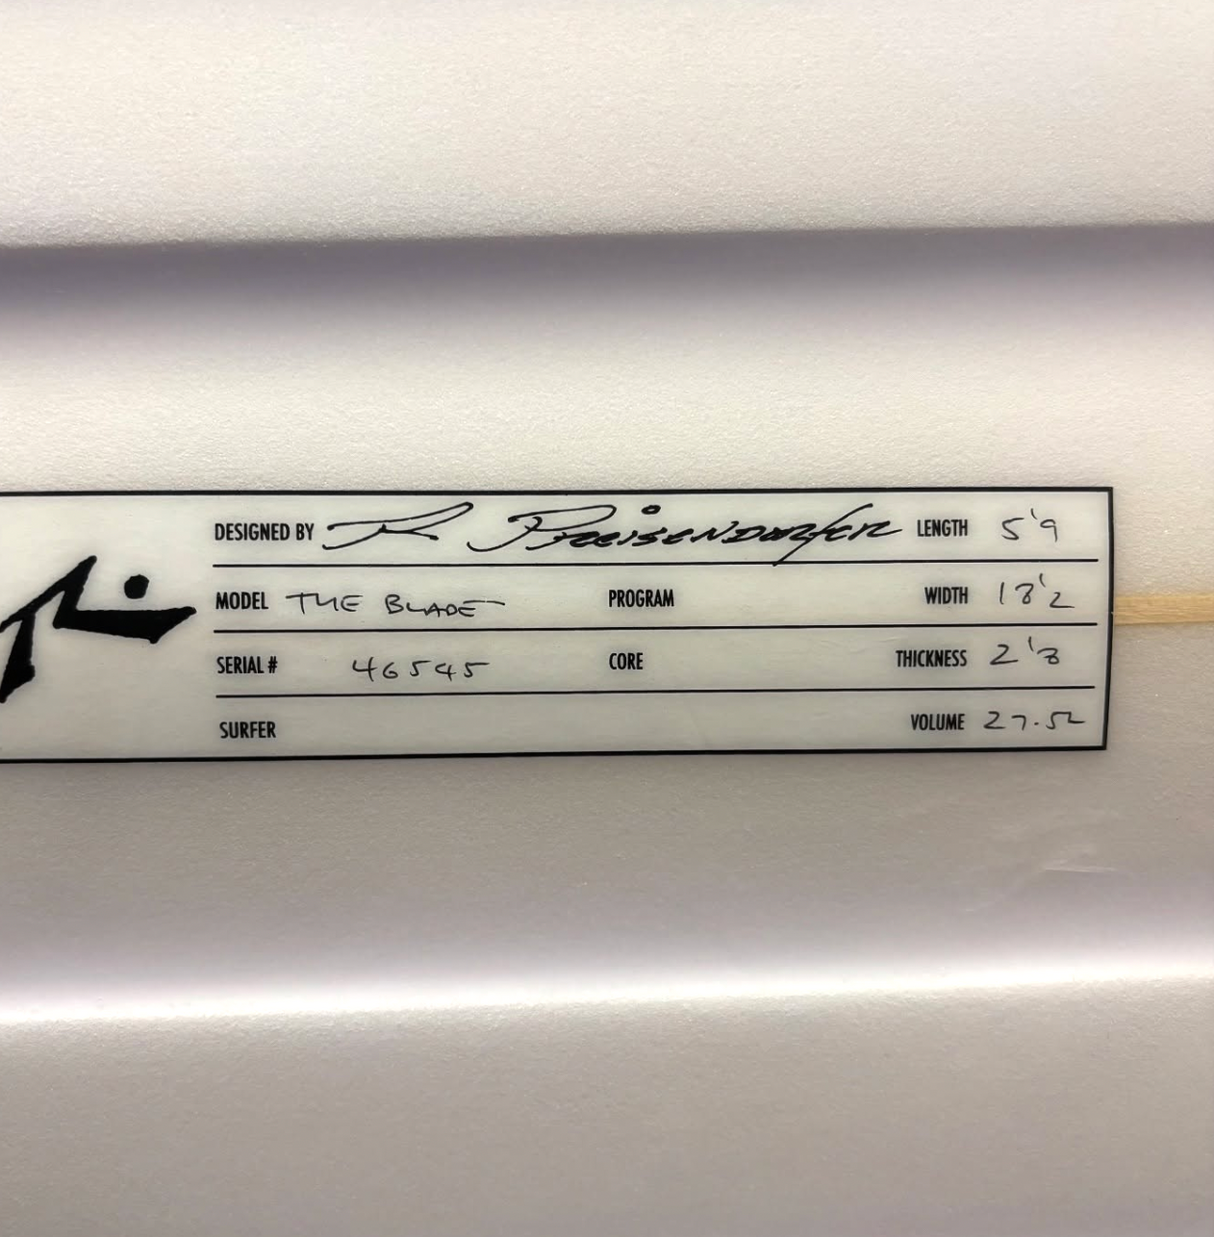 DESIGNED BY R Preisendorfer LENGTH 5'9
MODEL THE BLADE PROGRAM WIDTH 18'2
SERIAL # 46545 CORE THICKNESS 2'3
SURFER VOLUME 27.5L